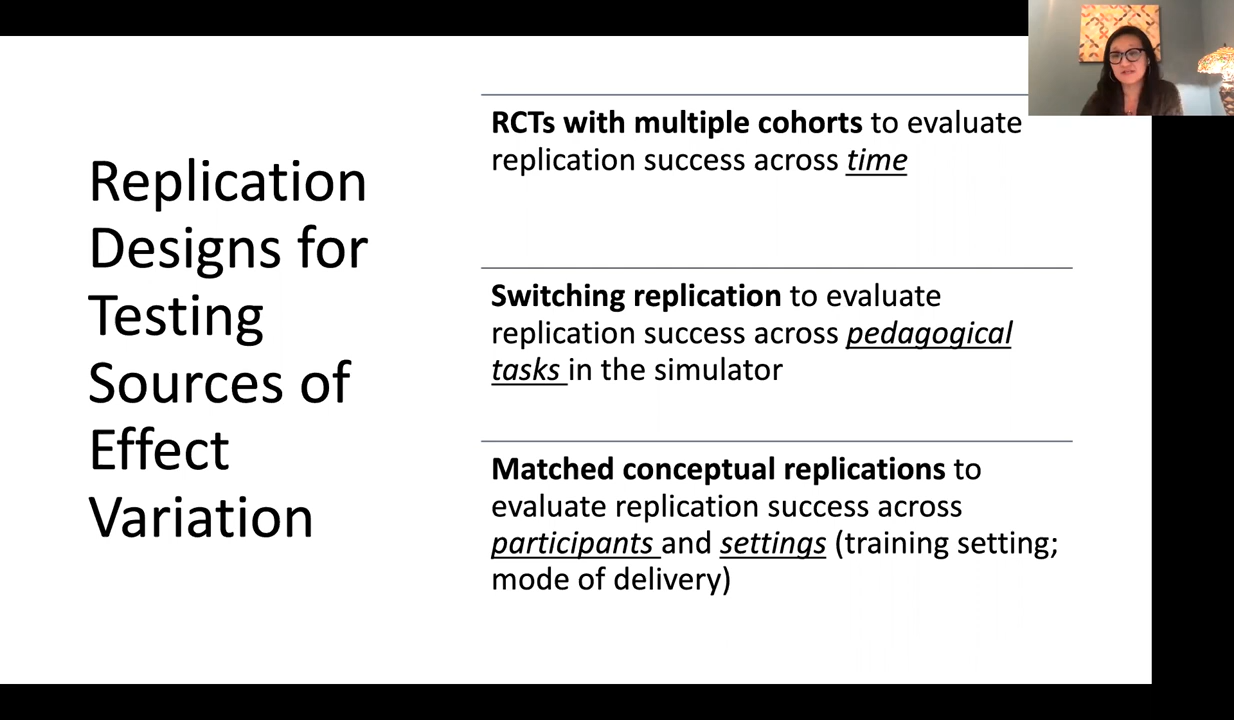 Replication
Designs for
Testing
Sources of
Effect
Variation
RCTs with multiple cohorts to evaluate
replication success across time
Switching replication to evaluate
replication success across pedagogical
tasks in the simulator
Matched conceptual replications to
evaluate replication success across
participants and settings (training setting;
mode of delivery)